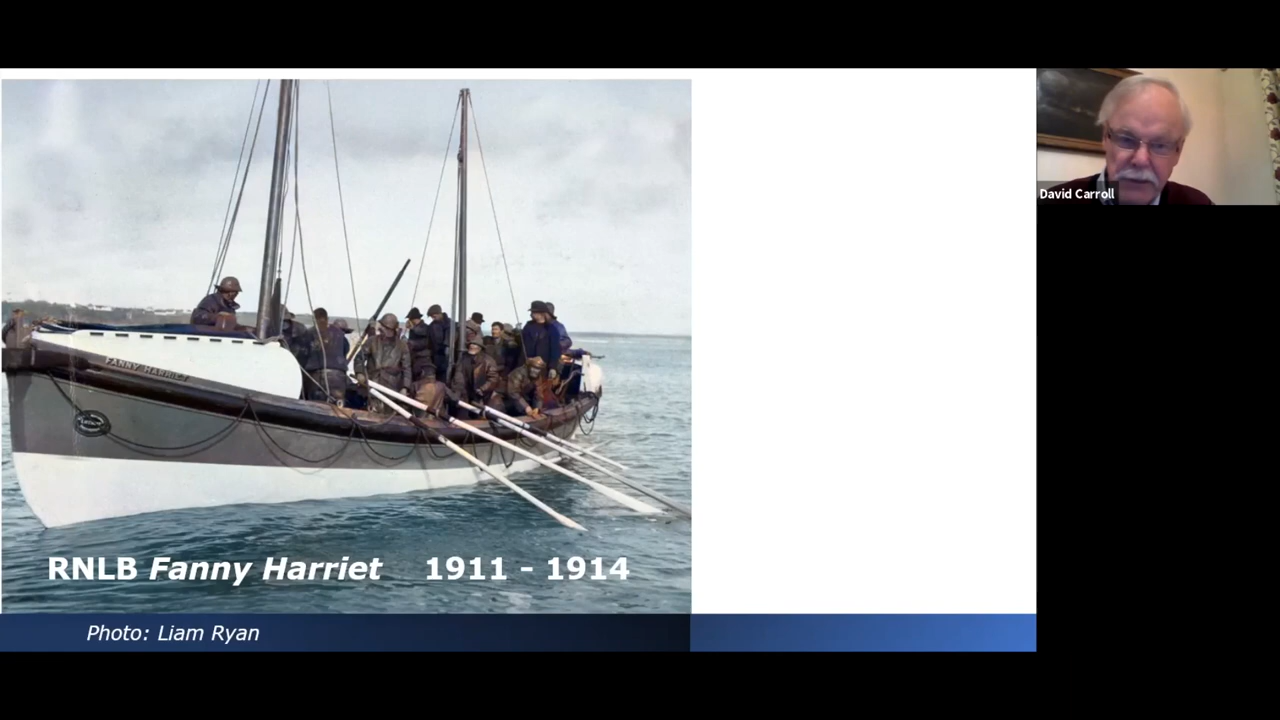 FANNY HARRIET
RNLB Fanny Harriet 1911 - 1914
Photo: Liam Ryan
David Carroll